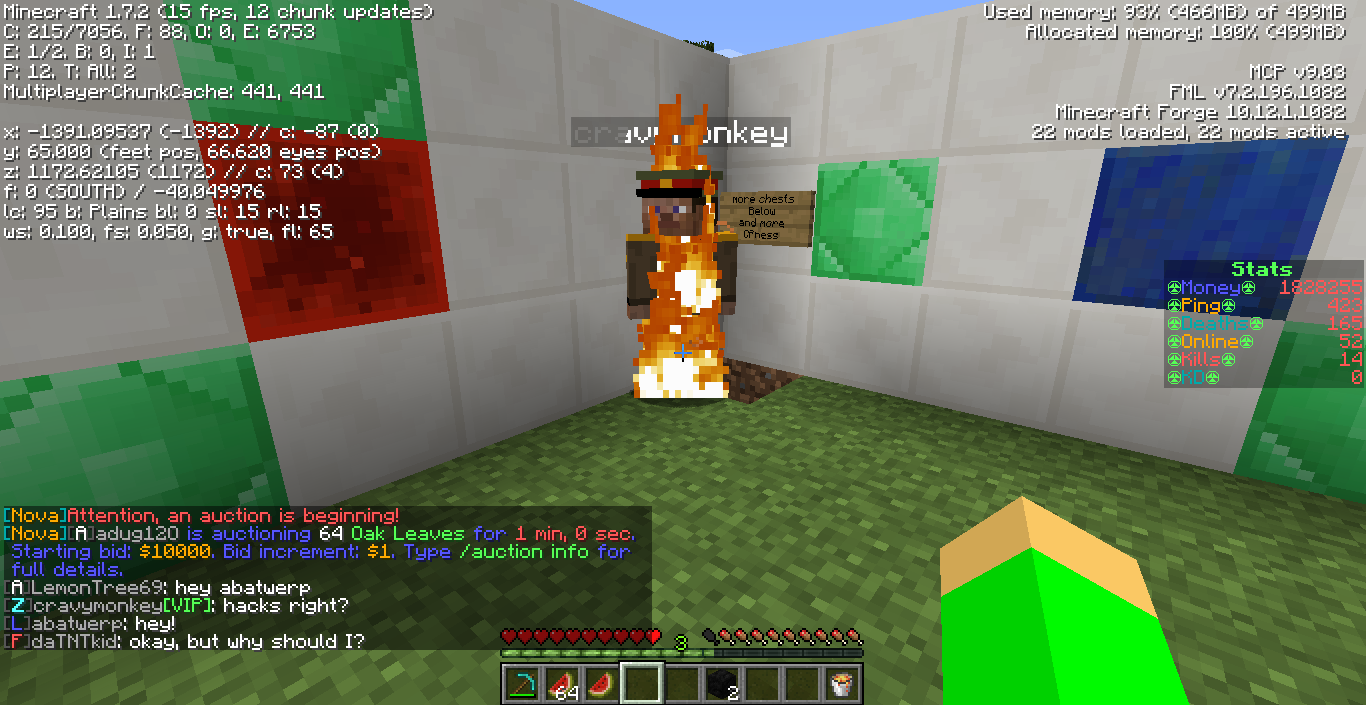 Minecraft 1.7.2 (15 fps, 12 chunk updates)
C: 215/7056. F: 88, O: 0, E: 6753
E: 1/2. B: 0, I: 1
P: 12. T: All: 2
MultiplayerChunkCache: 441, 441
x: -1391.09537 (-1392) // c: -87 (0)
y: 65.000 (feet pos, 66.620 eyes pos)
z: 1172.62105 (1172) // c: 73 (4)
f: 0 (SOUTH) / -40.049976
lc: 95 b: Plains bl: 0 sl: 15 rl: 15
ws: 0.100, fs: 0.050, g: true, fl: 65
Used memory: 93% (466MB) of 499MB
Allocated memory: 100% (499MB)
MCP v9.03
FML v7.2.196.1082
Minecraft Forge 10.12.1.1082
22 mods loaded, 22 mods active
cravymonkey
more chests
Below
and more
OPness
Stats
Money 1828255
Ping 423
Deaths 165
Online 52
Kills 14
KD 0
[Nova]Attention, an auction is beginning!
[Nova][A]adug120 is auctioning 64 Oak Leaves for 1 min, 0 sec.
Starting bid: $10000. Bid increment: $1. Type /auction info for
full details.
[A]LemonTree69: hey abatwerp
[Z]cravymonkey[VIP]: hacks right?
[L]abatwerp: hey!
[F]daTNTkid: okay, but why should I?
3
64
2